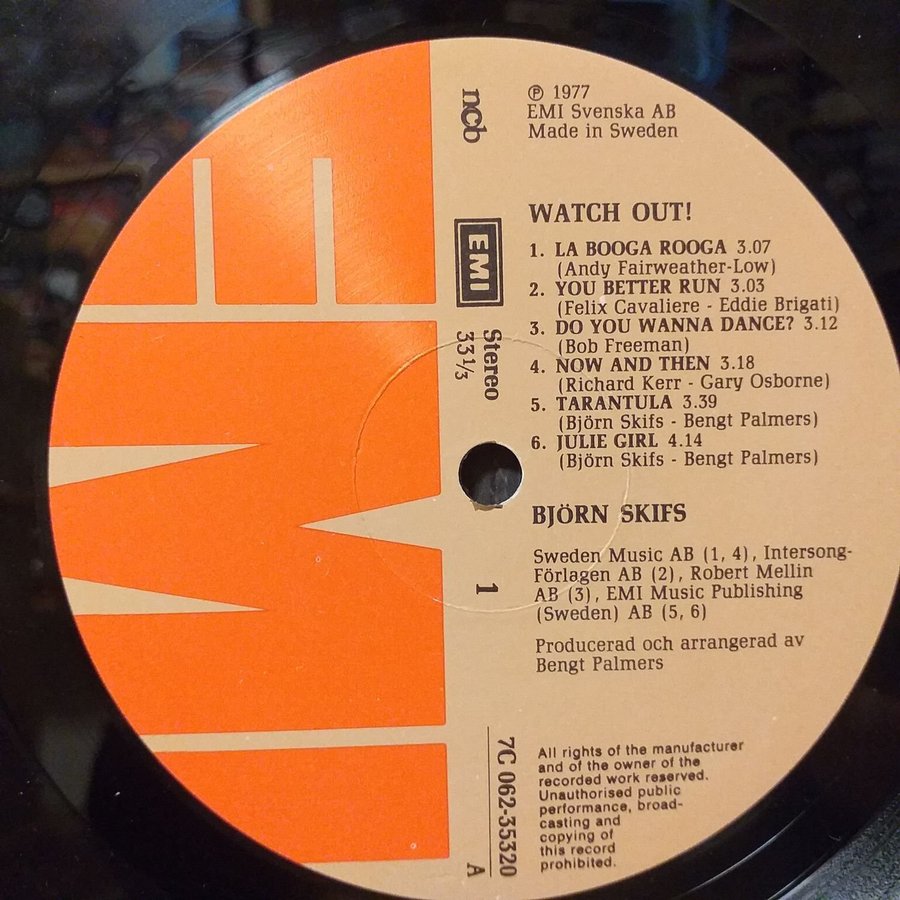 ℗ 1977
EMI Svenska AB
Made in Sweden
ncb
EMI
Stereo
33 1/3
WATCH OUT!
1. LA BOOGA ROOGA 3.07
(Andy Fairweather-Low)
2. YOU BETTER RUN 3.03
(Felix Cavaliere - Eddie Brigati)
3. DO YOU WANNA DANCE? 3.12
(Bob Freeman)
4. NOW AND THEN 3.18
(Richard Kerr - Gary Osborne)
5. TARANTULA 3.39
(Björn Skifs - Bengt Palmers)
6. JULIE GIRL 4.14
(Björn Skifs - Bengt Palmers)
BJÖRN SKIFS
1
Sweden Music AB (1, 4), Intersong-
Förlagen AB (2), Robert Mellin
AB (3), EMI Music Publishing
(Sweden) AB (5, 6)
Producerad och arrangerad av
Bengt Palmers
7C 062-35320
A
All rights of the manufacturer
and of the owner of the
recorded work reserved.
Unauthorised public
performance, broad-
casting and
copying of
this record
prohibited.
EMI